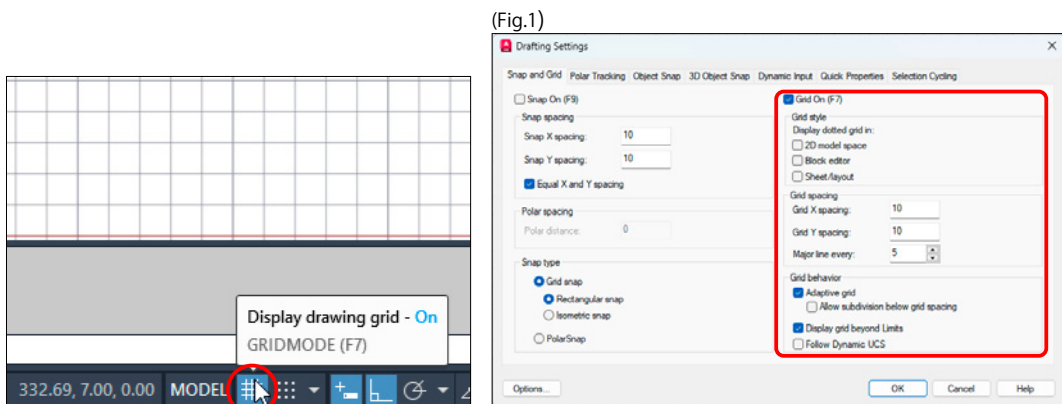 (Fig.1)
Display drawing grid - On
GRIDMODE (F7)
332.69, 7.00, 0.00 MODEL
Drafting Settings
Snap and Grid Polar Tracking Object Snap 3D Object Snap Dynamic Input Quick Properties Selection Cycling
Snap On (F9)
Snap spacing
Snap X spacing: 10
Snap Y spacing: 10
Equal X and Y spacing
Polar spacing
Polar distance: 0
Snap type
Grid snap
Rectangular snap
Isometric snap
PolarSnap
Grid On (F7)
Grid style
Display dotted grid in:
2D model space
Block editor
Sheet/layout
Grid spacing
Grid X spacing: 10
Grid Y spacing: 10
Major line every: 5
Grid behavior
Adaptive grid
Allow subdivision below grid spacing
Display grid beyond Limits
Follow Dynamic UCS
Options... OK Cancel Help